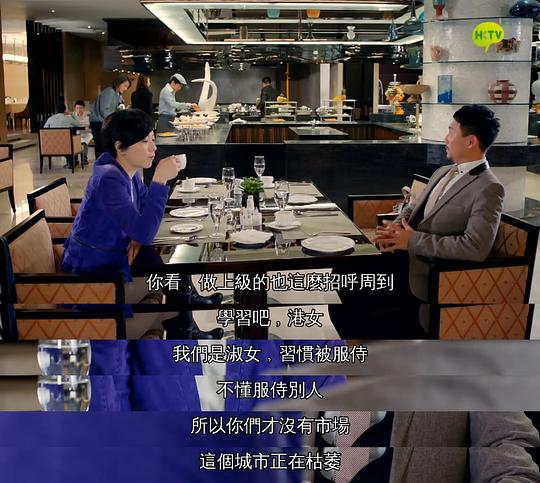 HKTV
你看，做上級的也這麼招呼周到
學習吧，港女
我們是淑女，習慣被服侍
不懂服侍別人
所以你們才沒有市場
這個城市正在枯萎